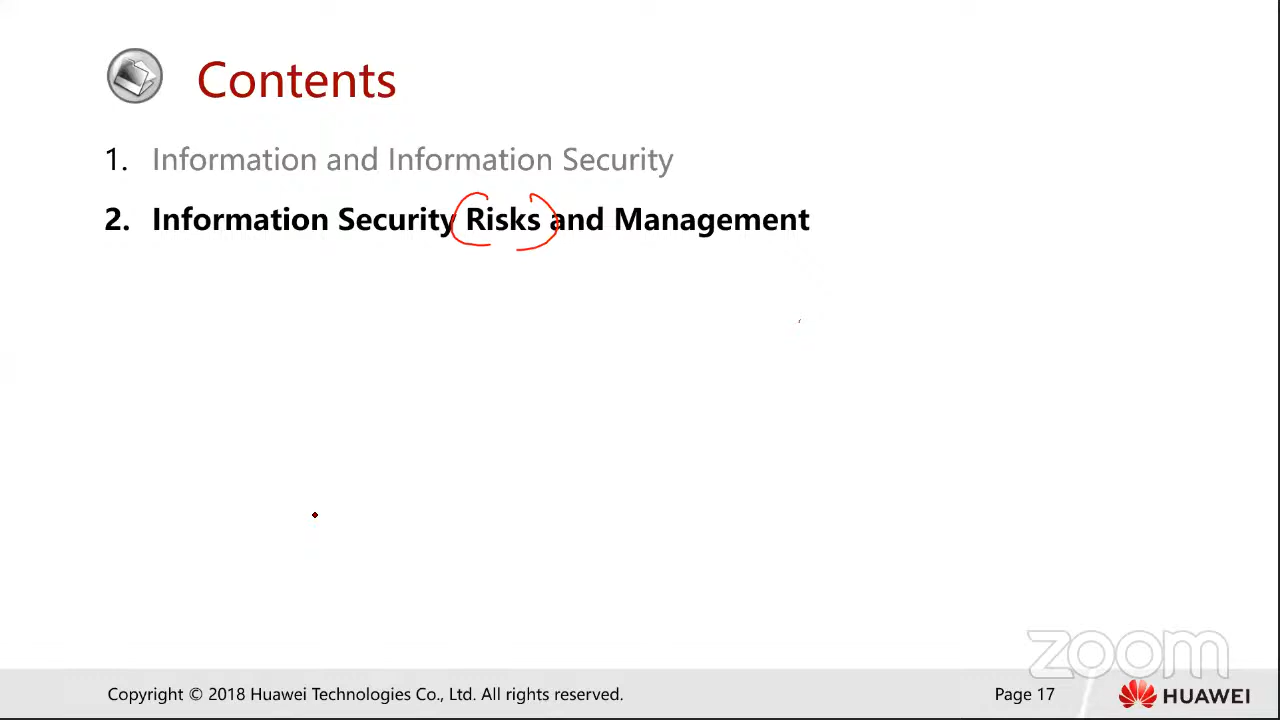 Contents
1. Information and Information Security
2. Information Security Risks and Management
zoom
Copyright © 2018 Huawei Technologies Co., Ltd. All rights reserved.
Page 17
HUAWEI